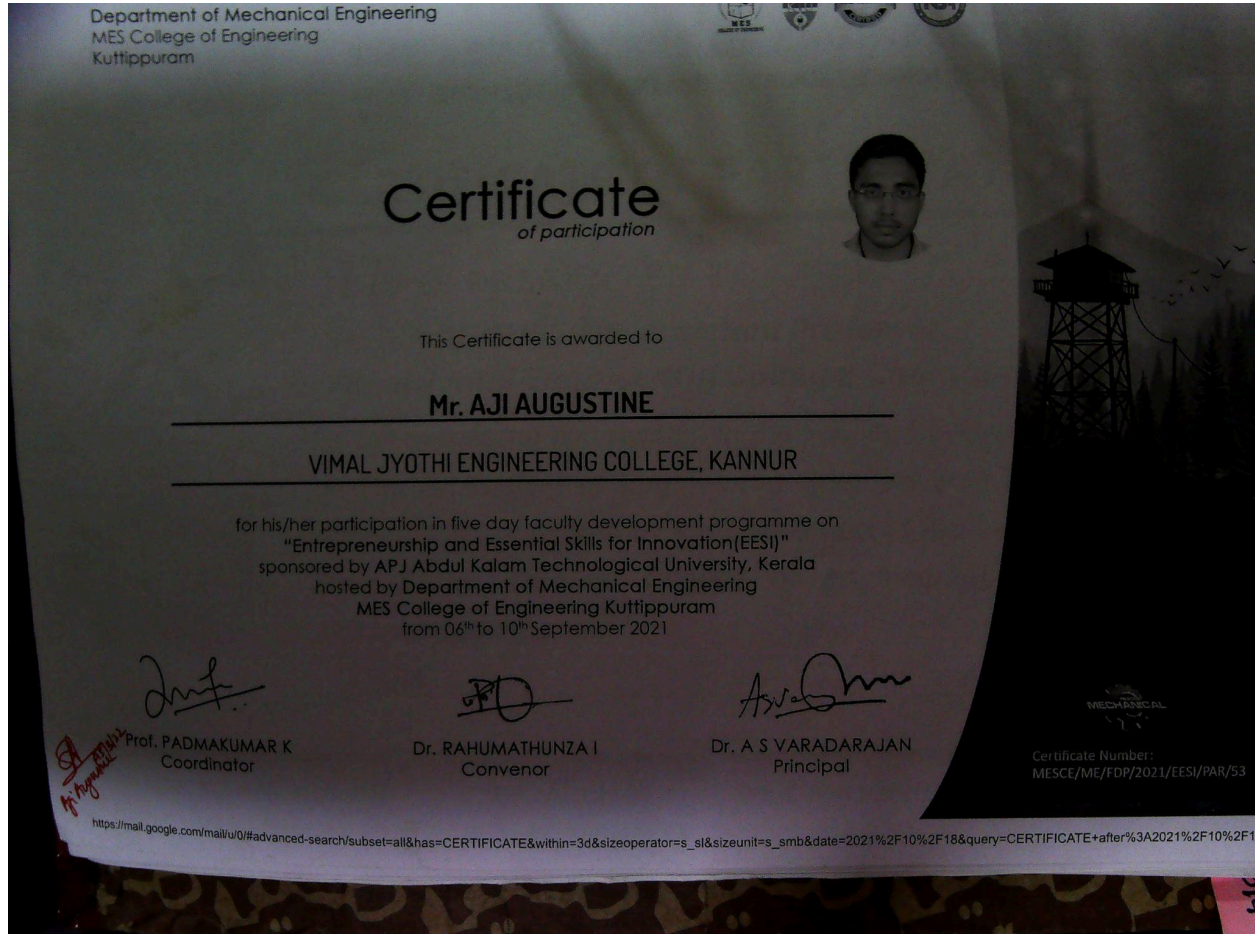 Department of Mechanical Engineering
MES College of Engineering
Kuttippuram
MES
Certificate
of participation
This Certificate is awarded to
Mr. AJI AUGUSTINE
VIMAL JYOTHI ENGINEERING COLLEGE, KANNUR
for his/her participation in five day faculty development programme on
“Entrepreneurship and Essential Skills for Innovation(EESI)”
sponsored by APJ Abdul Kalam Technological University, Kerala
hosted by Department of Mechanical Engineering
MES College of Engineering Kuttippuram
from 06th to 10th September 2021
Prof. PADMAKUMAR K
Coordinator
Dr. RAHUMATHUNZA I
Convenor
Dr. A S VARADARAJAN
Principal
Aji Augustine
MECHANICAL
Certificate Number:
MESCE/ME/FDP/2021/EESI/PAR/53
https://mail.google.com/mail/u/0/#advanced-search/subset=all&has=CERTIFICATE&within=3d&sizeoperator=s_sl&sizeunit=s_smb&date=2021%2F10%2F18&query=CERTIFICATE+after%3A2021%2F10%2F1